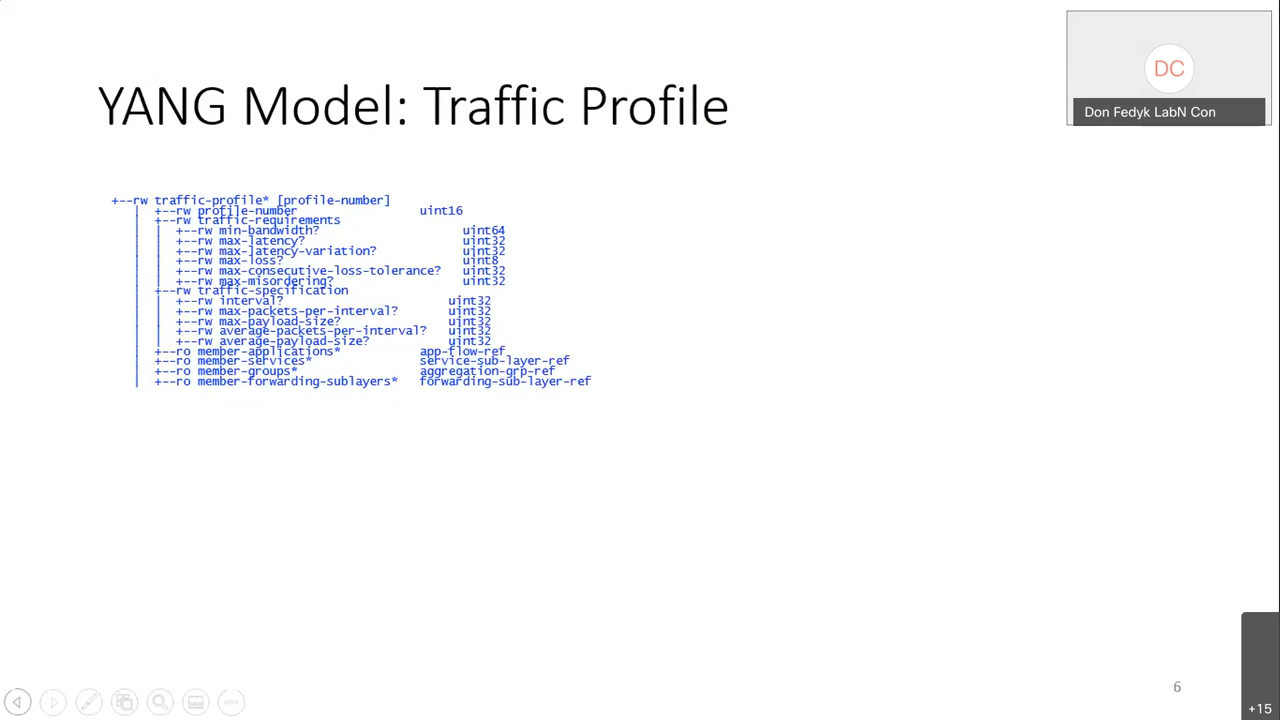 YANG Model: Traffic Profile
DC
Don Fedyk LabN Con
+--rw traffic-profile* [profile-number]
|  +--rw profile-number                 uint16
|  +--rw traffic-requirements
|  |  +--rw min-bandwidth?                    uint64
|  |  +--rw max-latency?                      uint32
|  |  +--rw max-latency-variation?            uint32
|  |  +--rw max-loss?                         uint8
|  |  +--rw max-consecutive-loss-tolerance?   uint32
|  |  +--rw max-misordering?                  uint32
|  +--rw traffic-specification
|  |  +--rw interval?                       uint32
|  |  +--rw max-packets-per-interval?       uint32
|  |  +--rw max-payload-size?               uint32
|  |  +--rw average-packets-per-interval?   uint32
|  |  +--rw average-payload-size?           uint32
|  +--ro member-applications*           app-flow-ref
|  +--ro member-services*               service-sub-layer-ref
|  +--ro member-groups*                 aggregation-grp-ref
|  +--ro member-forwarding-sublayers*   forwarding-sub-layer-ref
6
+15